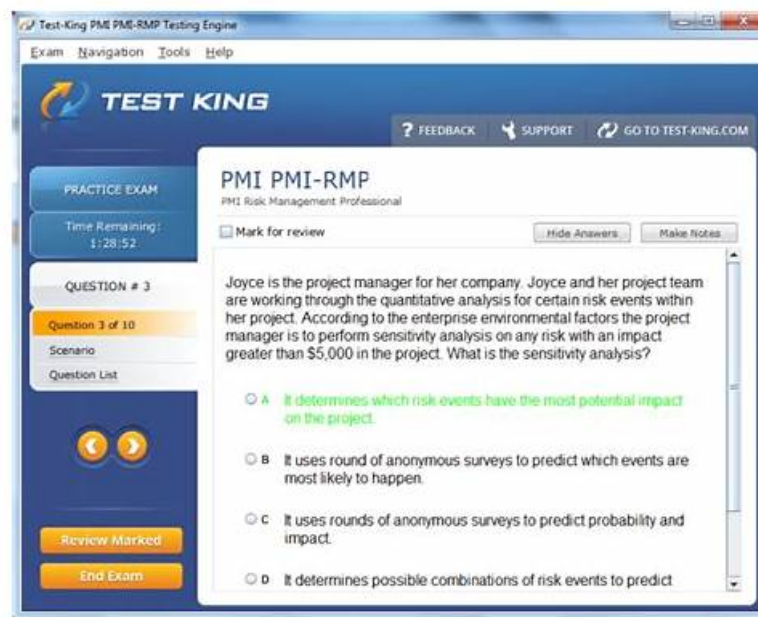 Test-King PMI PMI-RMP Testing Engine
Exam Navigation Tools Help
TEST KING
? FEEDBACK SUPPORT GO TO TEST-KING.COM
PRACTICE EXAM
Time Remaining:
1:28:52
QUESTION # 3
Question 3 of 10
Scenario
Question List
Review Marked
End Exam
PMI PMI-RMP
PMI Risk Management Professional
Mark for review
Hide Answers
Make Notes
Joyce is the project manager for her company. Joyce and her project team
are working through the quantitative analysis for certain risk events within
her project. According to the enterprise environmental factors the project
manager is to perform sensitivity analysis on any risk with an impact
greater than $5,000 in the project. What is the sensitivity analysis?
A It determines which risk events have the most potential impact
on the project.
B It uses round of anonymous surveys to predict which events are
most likely to happen.
C It uses rounds of anonymous surveys to predict probability and
impact.
D It determines possible combinations of risk events to predict